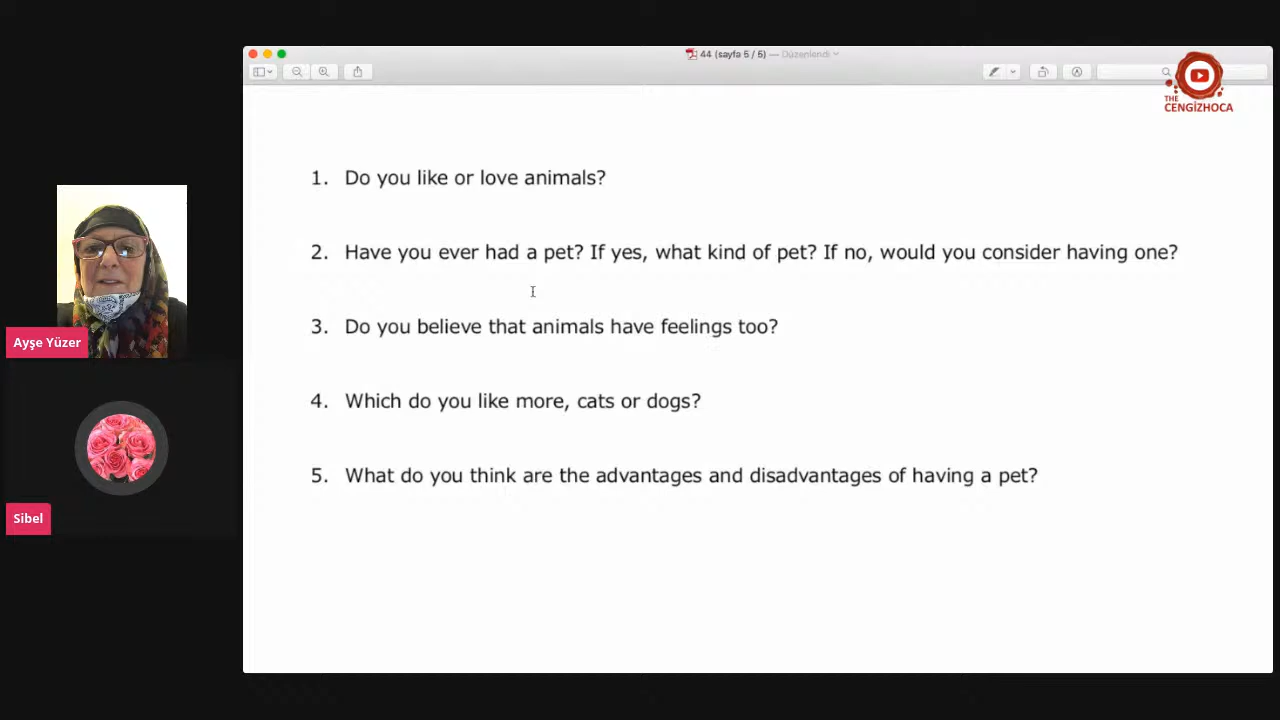 44 (sayfa 5 / 5) — Düzenlendi
THE
CENGİZHOCA
1. Do you like or love animals?
2. Have you ever had a pet? If yes, what kind of pet? If no, would you consider having one?
3. Do you believe that animals have feelings too?
4. Which do you like more, cats or dogs?
5. What do you think are the advantages and disadvantages of having a pet?
Ayşe Yüzer
Sibel